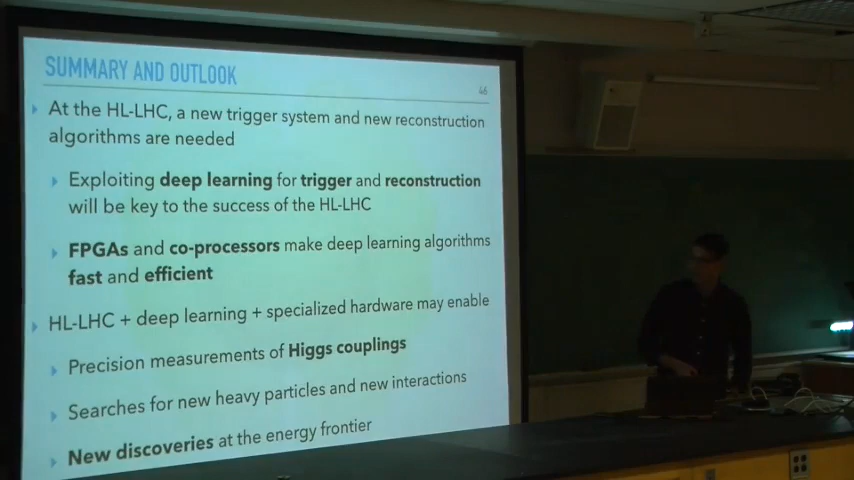 SUMMARY AND OUTLOOK
46
At the HL-LHC, a new trigger system and new reconstruction
algorithms are needed
Exploiting deep learning for trigger and reconstruction
will be key to the success of the HL-LHC
FPGAs and co-processors make deep learning algorithms
fast and efficient
HL-LHC + deep learning + specialized hardware may enable
Precision measurements of Higgs couplings
Searches for new heavy particles and new interactions
New discoveries at the energy frontier